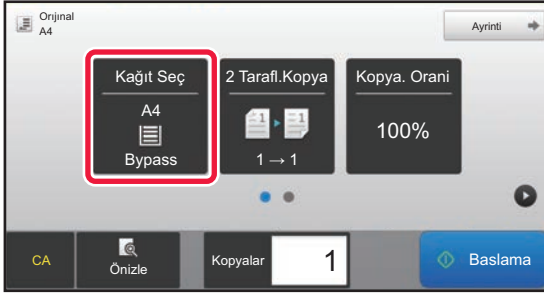 Orıjınal
A4
Ayrinti
Kağıt Seç
A4
Bypass
2 Tarafl.Kopya
1 → 1
Kopya. Orani
100%
CA
Önizle
Kopyalar
1
Baslama